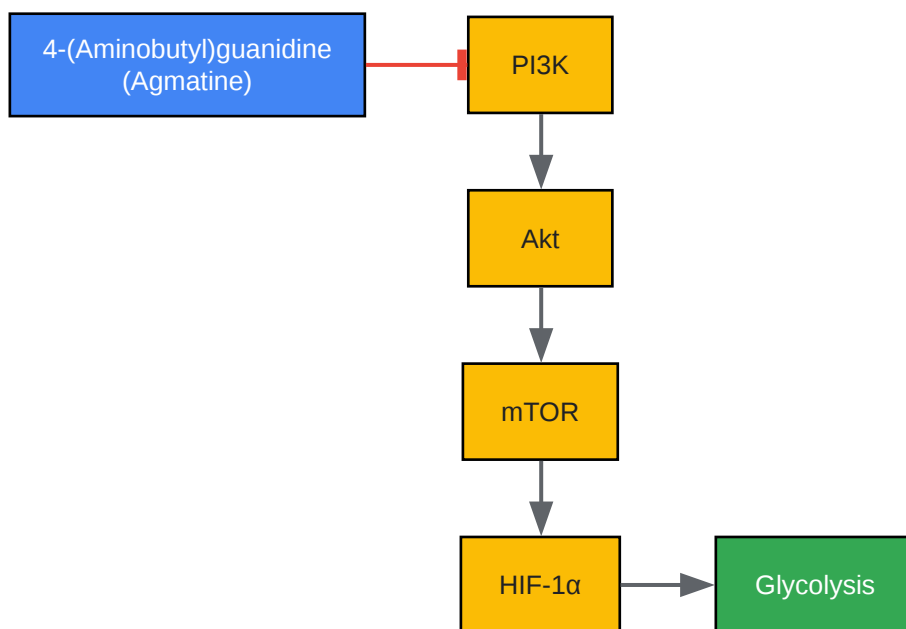 4-(Aminobutyl)guanidine
(Agmatine)
PI3K
Akt
mTOR
HIF-1α
Glycolysis